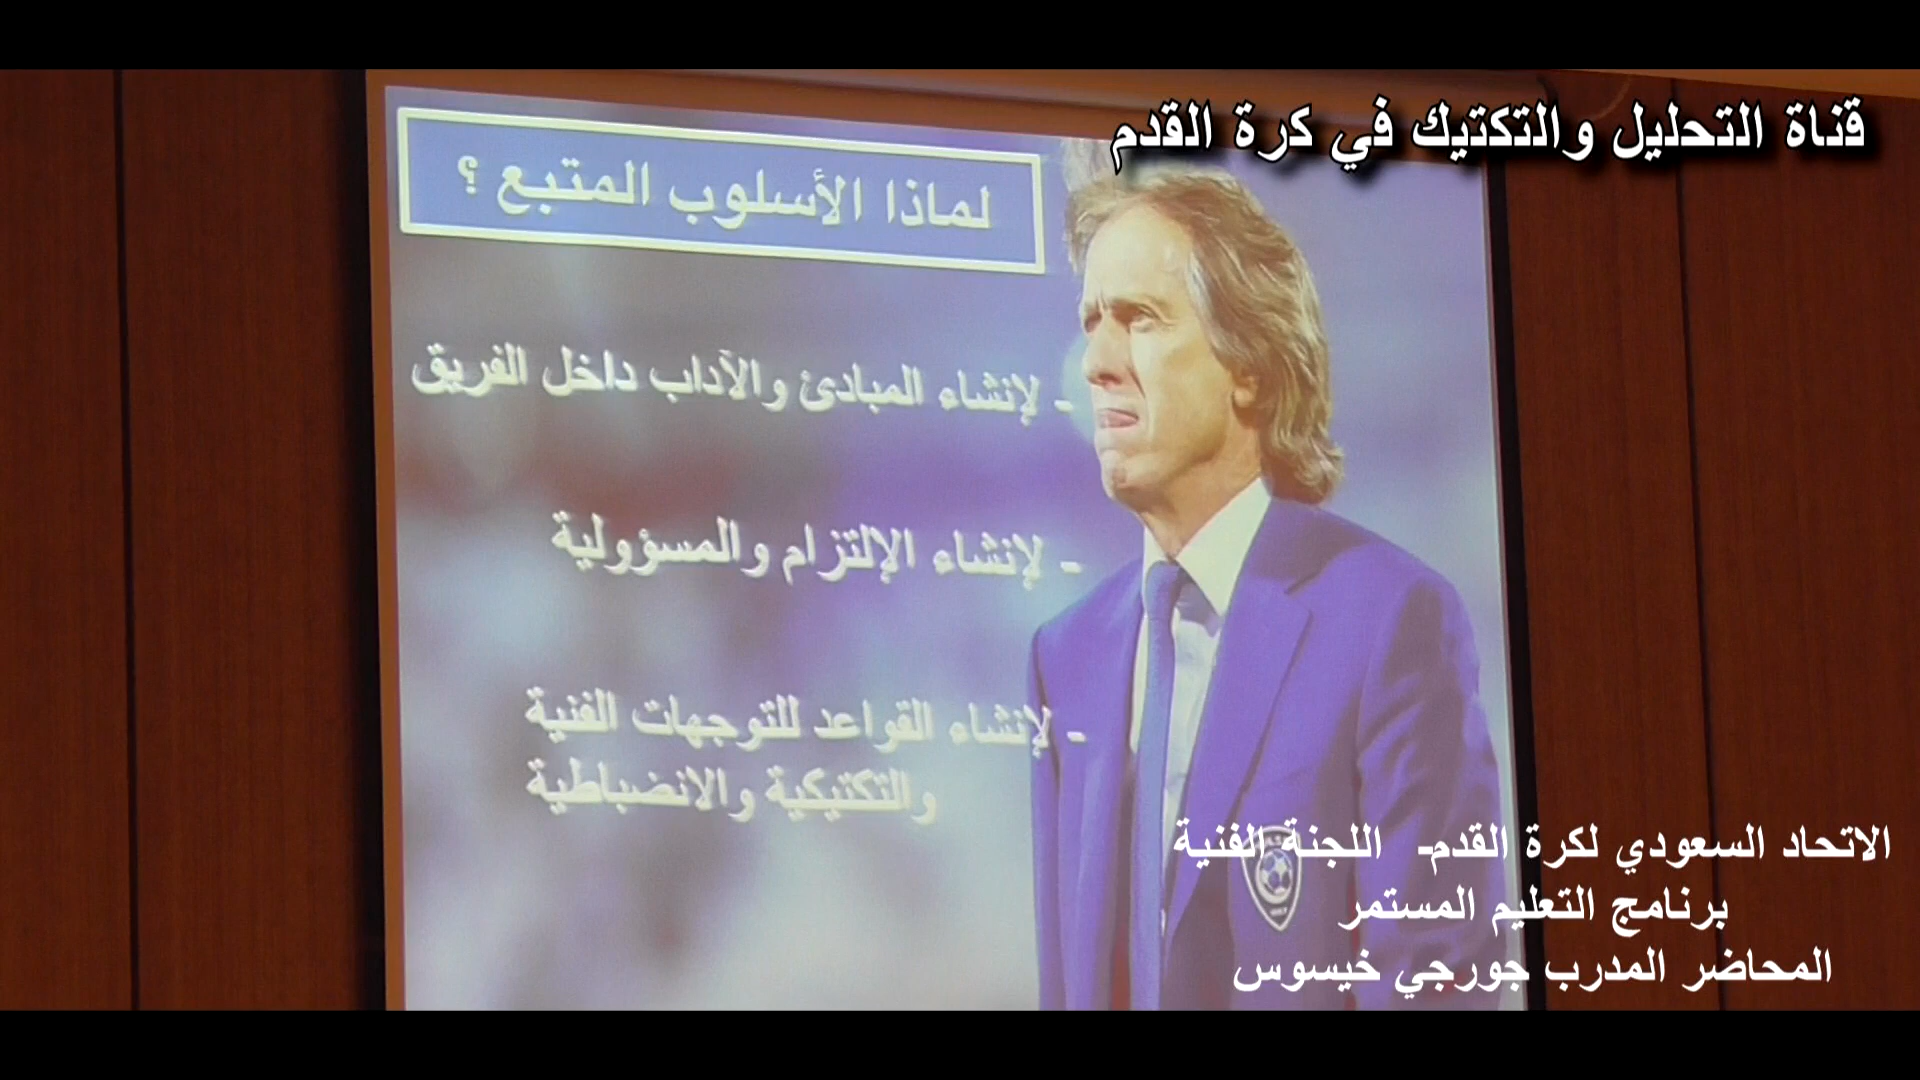 قناة التحليل والتكتيك في كرة القدم
لماذا الأسلوب المتبع ؟
- لإنشاء المبادئ والآداب داخل الفريق
- لإنشاء الإلتزام والمسؤولية
- لإنشاء القواعد للتوجهات الفنية
والتكتيكية والانضباطية
الاتحاد السعودي لكرة القدم- اللجنة الفنية
برنامج التعليم المستمر
المحاضر المدرب جورجي خيسوس